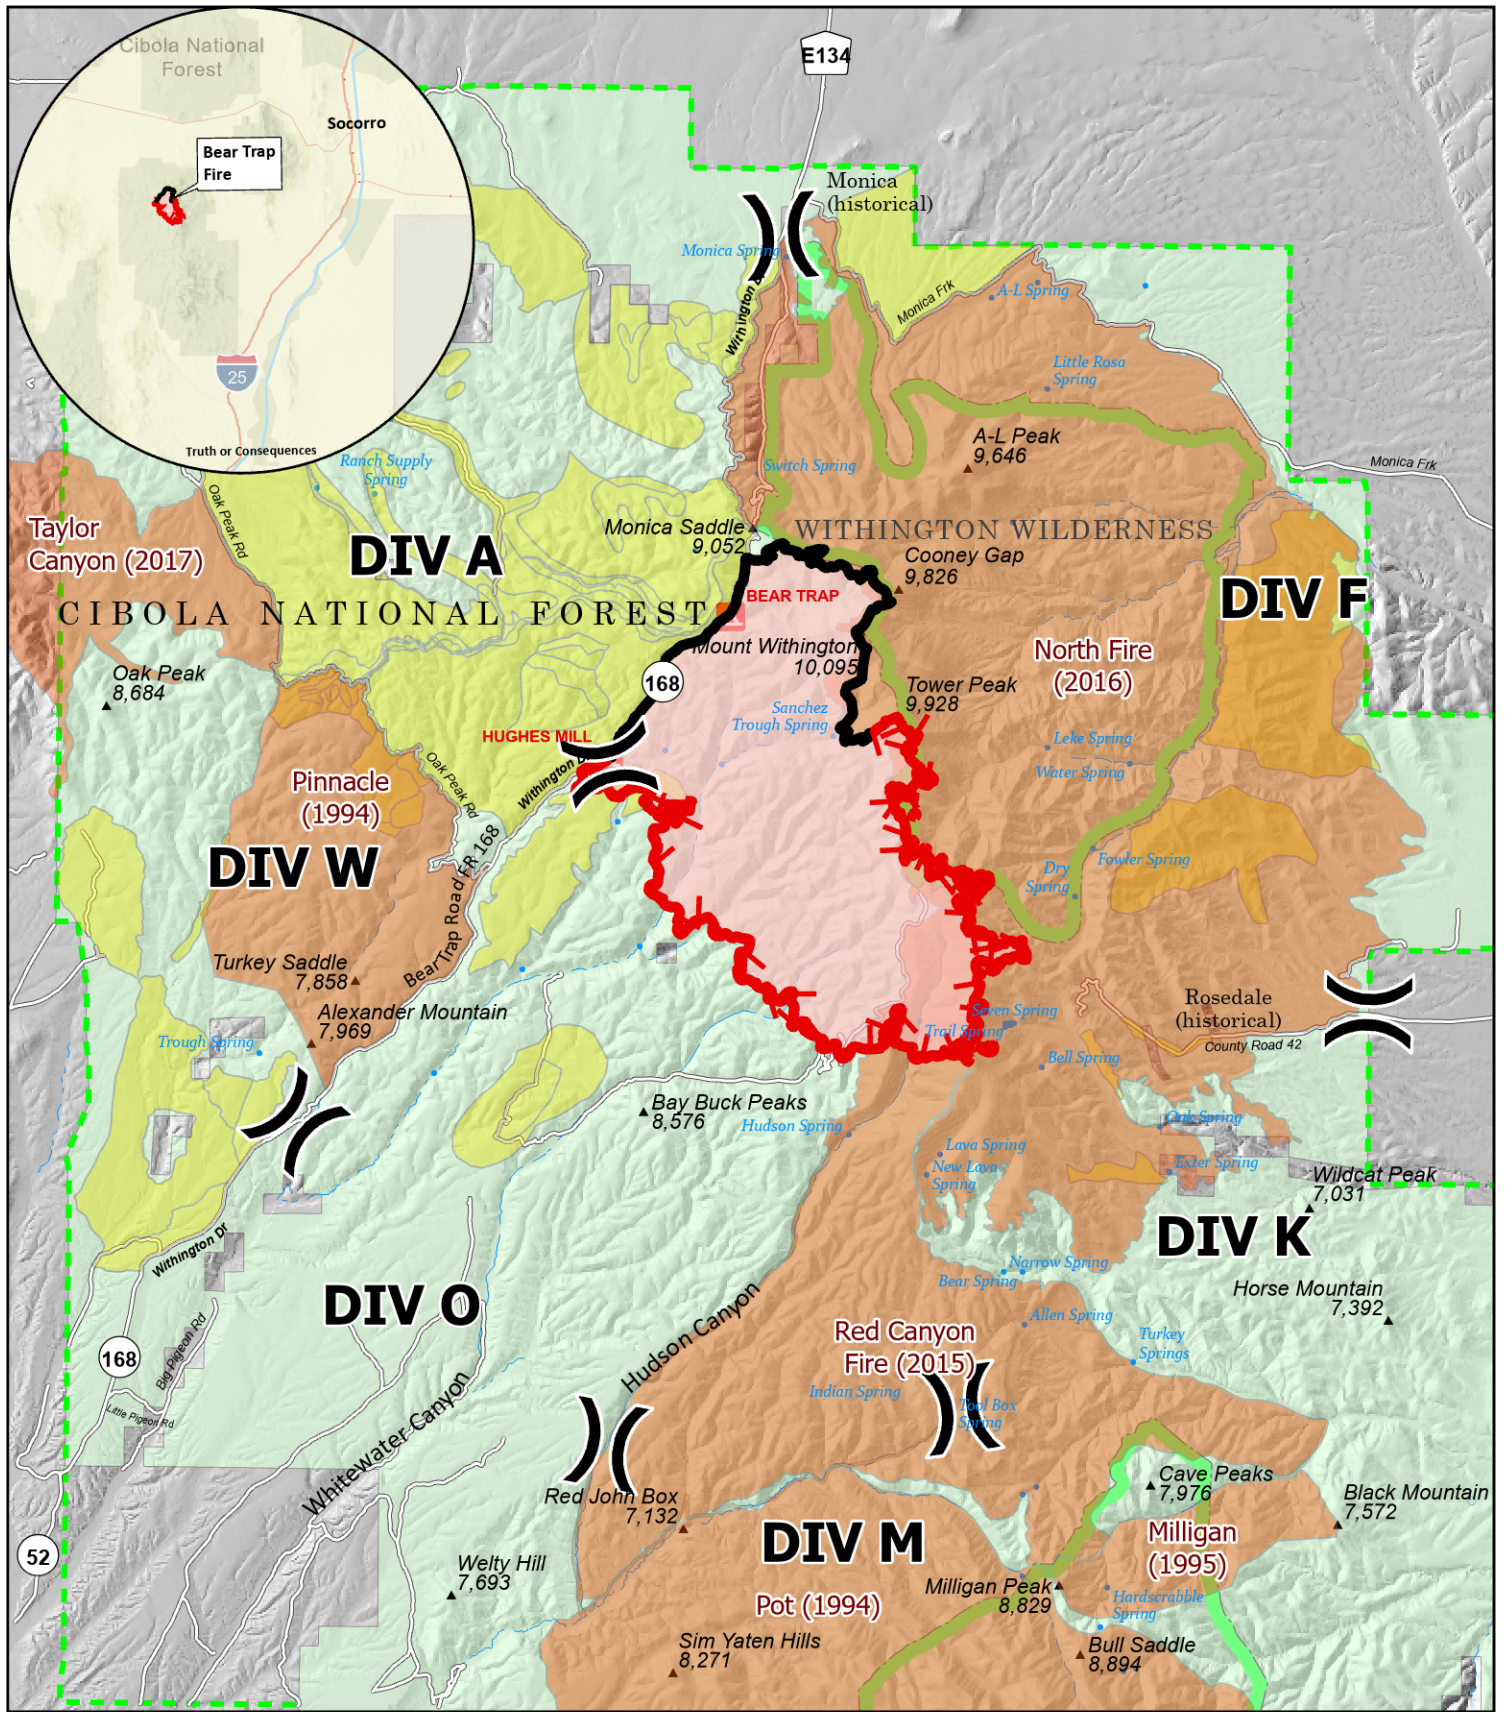 Cibola National
Forest
Socorro
Bear Trap
Fire
25
Truth or Consequences
E134
Monica
(historical)
Monica Spring
Withington Dr
Monica Frk
A-L Spring
Little Rosa
Spring
A-L Peak
9,646
Monica Frk
Ranch Supply
Spring
Switch Spring
Oak Peak Rd
Taylor
Canyon (2017)
DIV A
Monica Saddle
9,052
WITHINGTON WILDERNESS
Cooney Gap
9,826
CIBOLA NATIONAL FOREST
BEAR TRAP
DIV F
Mount Withington
10,095
North Fire
(2016)
Oak Peak
8,684
168
Tower Peak
9,928
Sanchez
Trough Spring
HUGHES MILL
Leke Spring
Water Spring
Withington Dr
Oak Peak Rd
Pinnacle
(1994)
DIV W
FR 168
Bear Trap Road
Fowler Spring
Dry
Spring
Turkey Saddle
7,858
Alexander Mountain
7,969
Trough Spring
Seven Spring
Trail Spring
Rosedale
(historical)
County Road 42
Bell Spring
Bay Buck Peaks
8,576
Hudson Spring
Oak Spring
Lava Spring
New Lava
Spring
Exter Spring
Wildcat Peak
7,031
DIV K
Withington Dr
Narrow Spring
Bear Spring
Horse Mountain
7,392
DIV O
Allen Spring
Hudson Canyon
Red Canyon
Fire (2015)
Turkey
Springs
168
Big Pigeon Rd
Little Pigeon Rd
Indian Spring
Tool Box
Spring
Whitewater Canyon
Red John Box
7,132
Cave Peaks
7,976
Black Mountain
7,572
DIV M
Milligan
(1995)
52
Welty Hill
7,693
Milligan Peak
8,829
Pot (1994)
Hardscrabble
Spring
Sim Yaten Hills
8,271
Bull Saddle
8,894